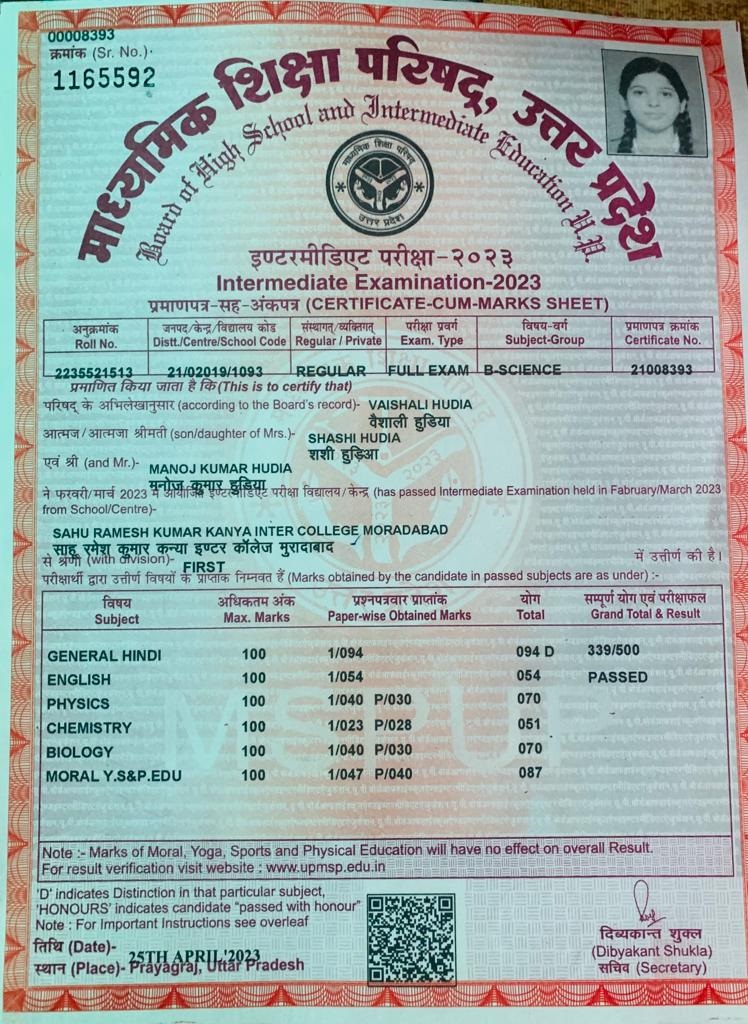 00008393
क्रमांक (Sr. No.)·
1165592
माध्यमिक शिक्षा परिषद्, उत्तर प्रदेश
Board of High School and Intermediate Education U.P.
माध्यमिक शिक्षा परिषद
उत्तर प्रदेश
इण्टरमीडिएट परीक्षा-२०२३
Intermediate Examination-2023
प्रमाणपत्र-सह-अंकपत्र (CERTIFICATE-CUM-MARKS SHEET)
अनुक्रमांक जनपद/केन्द्र/विद्यालय कोड संस्थागत/व्यक्तिगत परीक्षा प्रवर्ग विषय-वर्ग प्रमाणपत्र क्रमांक
Roll No. Distt./Centre/School Code Regular / Private Exam. Type Subject-Group Certificate No.
2235521513 21/02019/1093 REGULAR FULL EXAM B-SCIENCE 21008393
प्रमाणित किया जाता है कि (This is to certify that)
परिषद् के अभिलेखानुसार (according to the Board's record)- VAISHALI HUDIA
वैशाली हुडिया
आत्मज/आत्मजा श्रीमती (son/daughter of Mrs.)- SHASHI HUDIA
शशी हुड़िआ
एवं श्री (and Mr.)- MANOJ KUMAR HUDIA
मनोज कुमार हुडिया
ने फरवरी/मार्च 2023 में आयोजित इण्टरमीडिएट परीक्षा विद्यालय/केन्द्र (has passed Intermediate Examination held in Fabruary/March 2023
from School/Centre)-
SAHU RAMESH KUMAR KANYA INTER COLLEGE MORADABAD
साहू रमेश कुमार कन्या इण्टर कॉलेज मुरादाबाद
से श्रेणी (with division)- FIRST में उत्तीर्ण की है।
परीक्षार्थी द्वारा उत्तीर्ण विषयों के प्राप्तांक निम्नवत हैं (Marks obtained by the candidate in passed subjects are as under) :-
विषय अधिकतम अंक प्रश्नपत्रवार प्राप्तांक योग सम्पूर्ण योग एवं परीक्षाफल
Subject Max. Marks Paper-wise Obtained Marks Total Grand Total & Result
GENERAL HINDI 100 1/094 094 D 339/500
ENGLISH 100 1/054 054 PASSED
PHYSICS 100 1/040 P/030 070
CHEMISTRY 100 1/023 P/028 051
BIOLOGY 100 1/040 P/030 070
MORAL Y.S&P.EDU 100 1/047 P/040 087
MSPUP
Note :- Marks of Moral, Yoga, Sports and Physical Education will have no effect on overall Result.
For result verification visit website : www.upmsp.edu.in
'D' indicates Distinction in that particular subject,
'HONOURS' indicates candidate "passed with honour"
Note : For Important Instructions see overleaf
तिथि (Date)- 25TH APRIL'2023
स्थान (Place)- Prayagraj, Uttar Pradesh
दिब्यकान्त शुक्ल
(Dibyakant Shukla)
सचिव (Secretary)